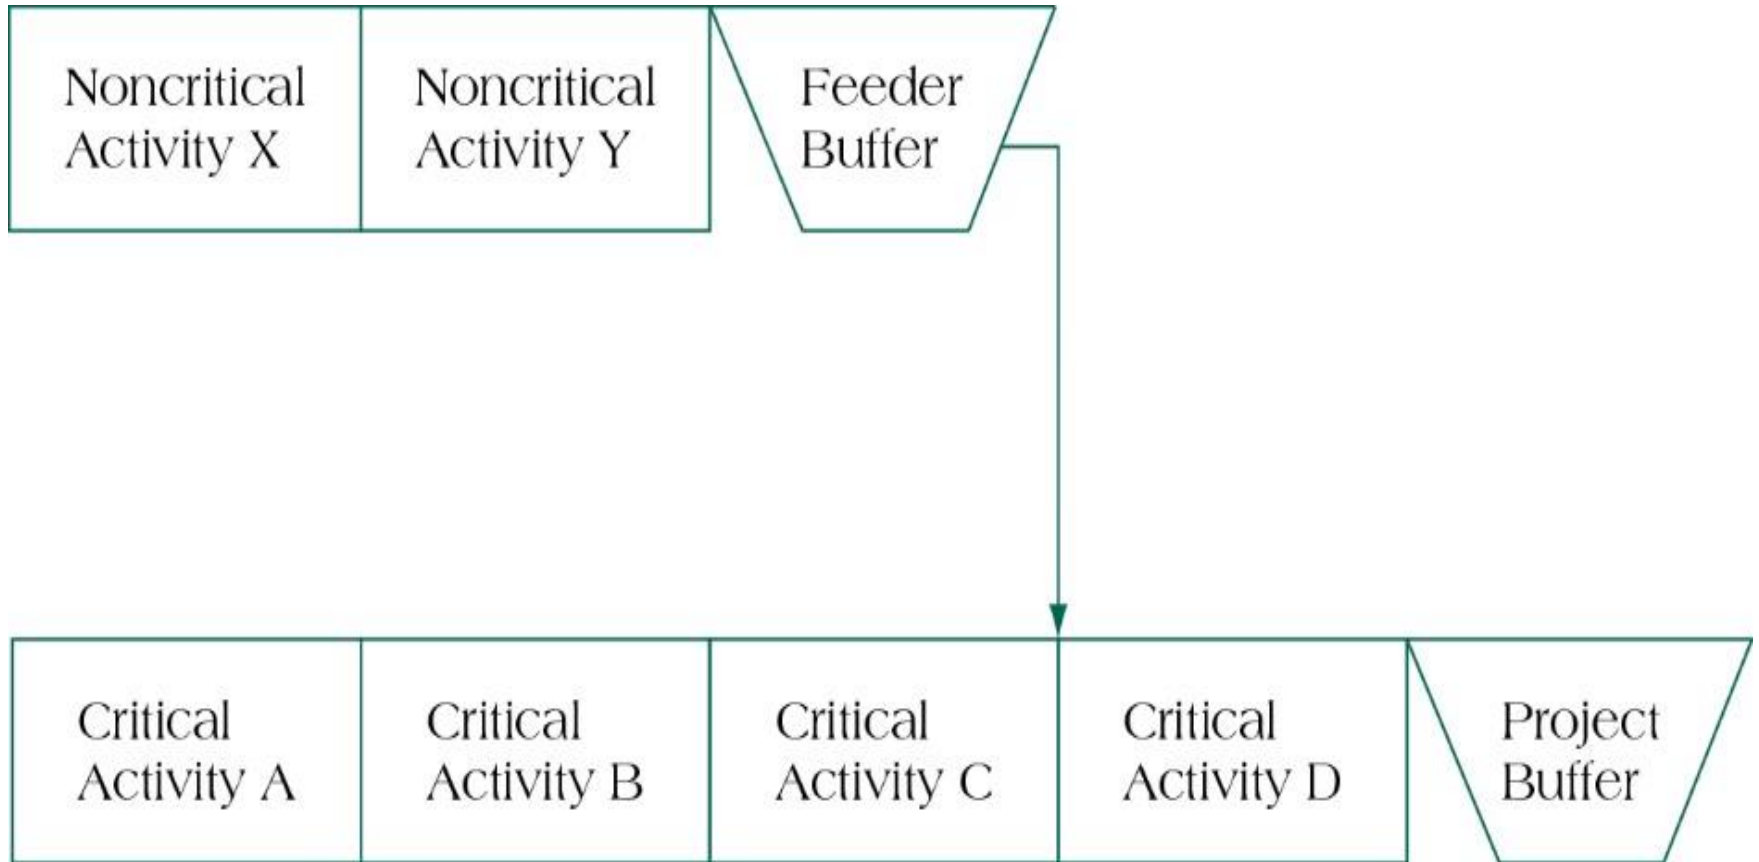 Noncritical
Activity X
Noncritical
Activity Y
Feeder
Buffer
Critical
Activity A
Critical
Activity B
Critical
Activity C
Critical
Activity D
Project
Buffer